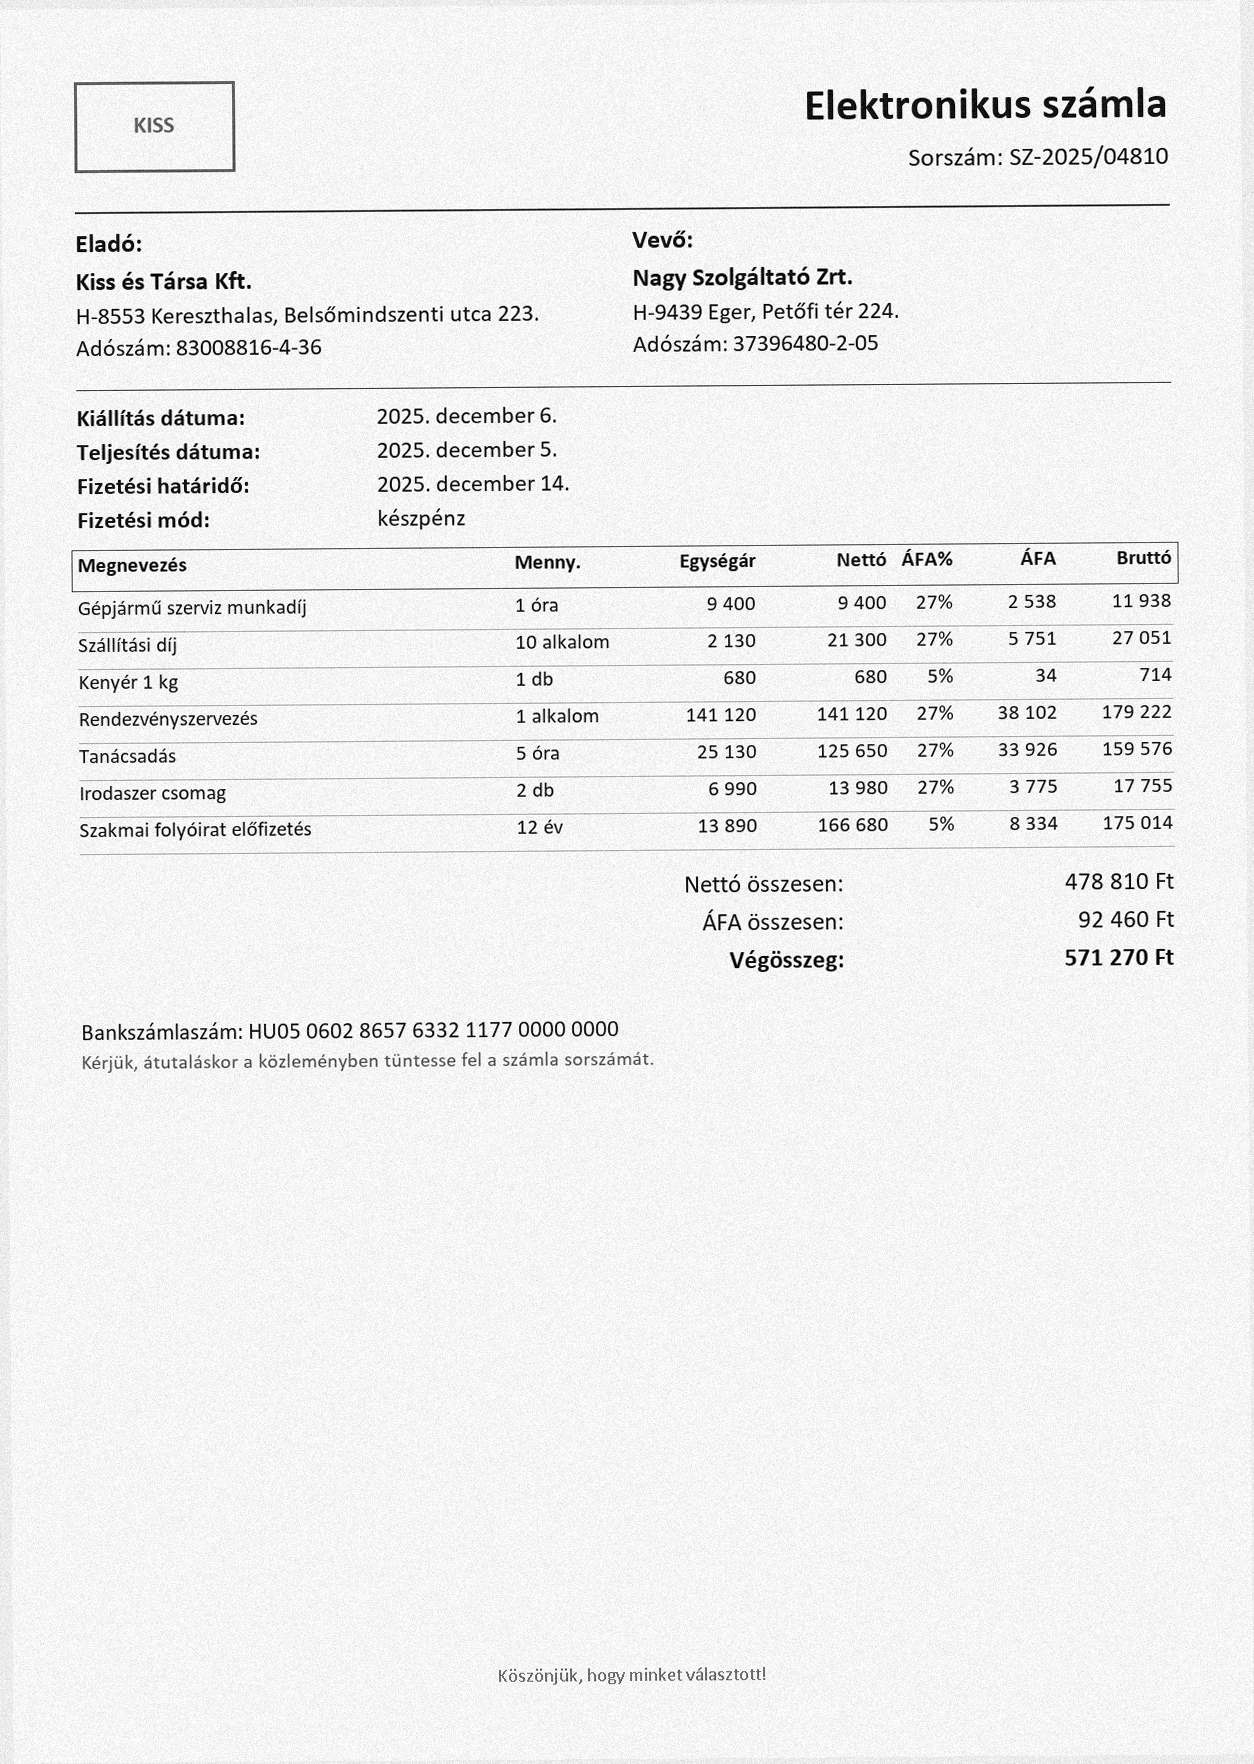 KISS
Elektronikus számla
Sorszám: SZ-2025/04810
Eladó:
Kiss és Társa Kft.
H-8553 Kereszthalas, Belsőmindszenti utca 223.
Adószám: 83008816-4-36
Vevő:
Nagy Szolgáltató Zrt.
H-9439 Eger, Petőfi tér 224.
Adószám: 37396480-2-05
Kiállítás dátuma: 2025. december 6.
Teljesítés dátuma: 2025. december 5.
Fizetési határidő: 2025. december 14.
Fizetési mód: készpénz
Megnevezés Menny. Egységár Nettó ÁFA% ÁFA Bruttó
Gépjármű szerviz munkadíj 1 óra 9 400 9 400 27% 2 538 11 938
Szállítási díj 10 alkalom 2 130 21 300 27% 5 751 27 051
Kenyér 1 kg 1 db 680 680 5% 34 714
Rendezvényszervezés 1 alkalom 141 120 141 120 27% 38 102 179 222
Tanácsadás 5 óra 25 130 125 650 27% 33 926 159 576
Irodaszer csomag 2 db 6 990 13 980 27% 3 775 17 755
Szakmai folyóirat előfizetés 12 év 13 890 166 680 5% 8 334 175 014
Nettó összesen: 478 810 Ft
ÁFA összesen: 92 460 Ft
Végösszeg: 571 270 Ft
Bankszámlaszám: HU05 0602 8657 6332 1177 0000 0000
Kérjük, átutaláskor a közleményben tüntesse fel a számla sorszámát.
Köszönjük, hogy minket választott!